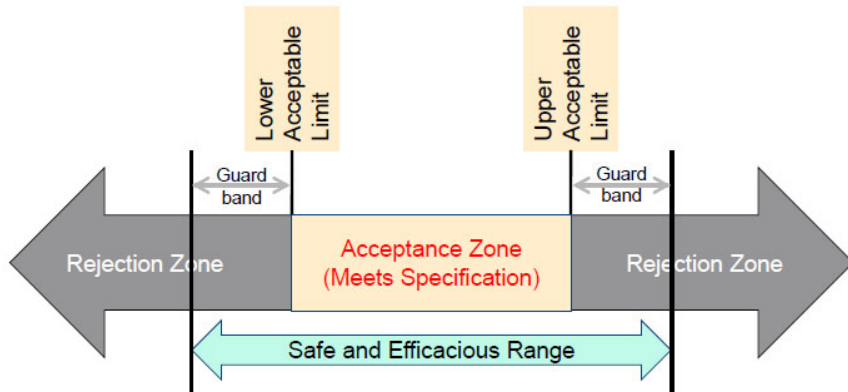 Lower
Acceptable
Limit
Upper
Acceptable
Limit
Guard
band
Guard
band
Rejection Zone
Acceptance Zone
(Meets Specification)
Rejection Zone
Safe and Efficacious Range